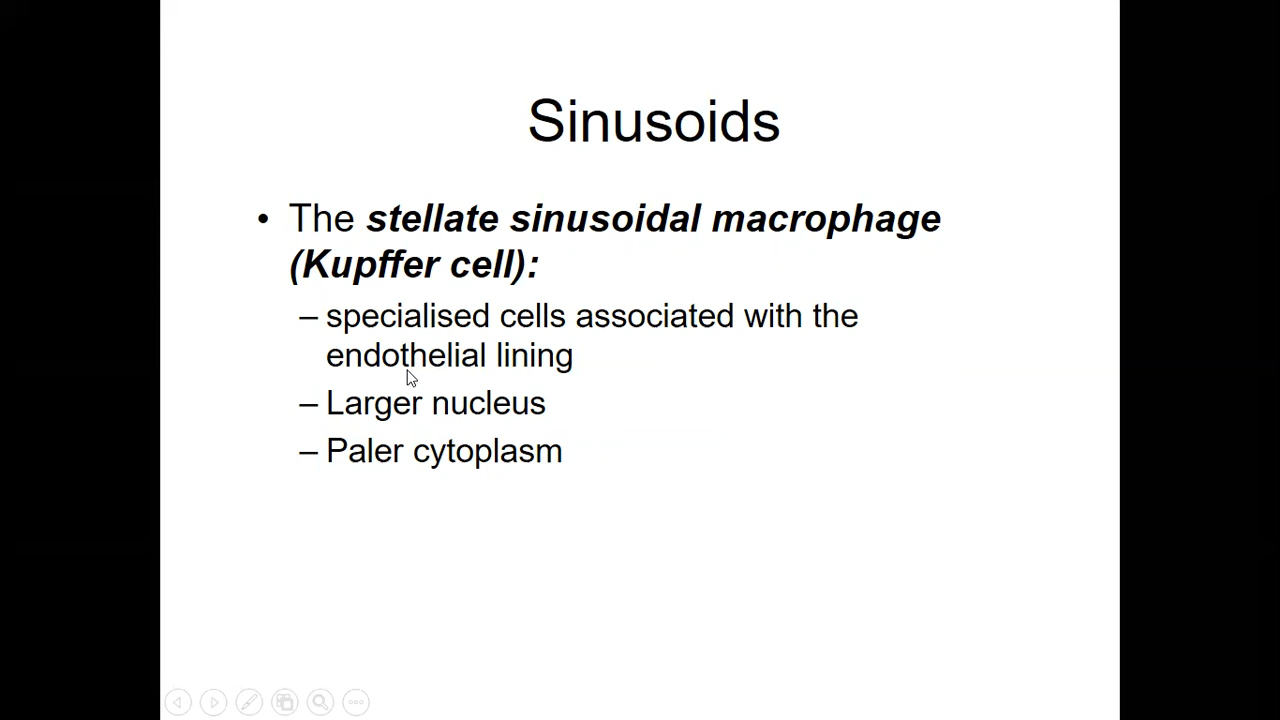 Sinusoids
• The stellate sinusoidal macrophage
(Kupffer cell):
– specialised cells associated with the
endothelial lining
– Larger nucleus
– Paler cytoplasm